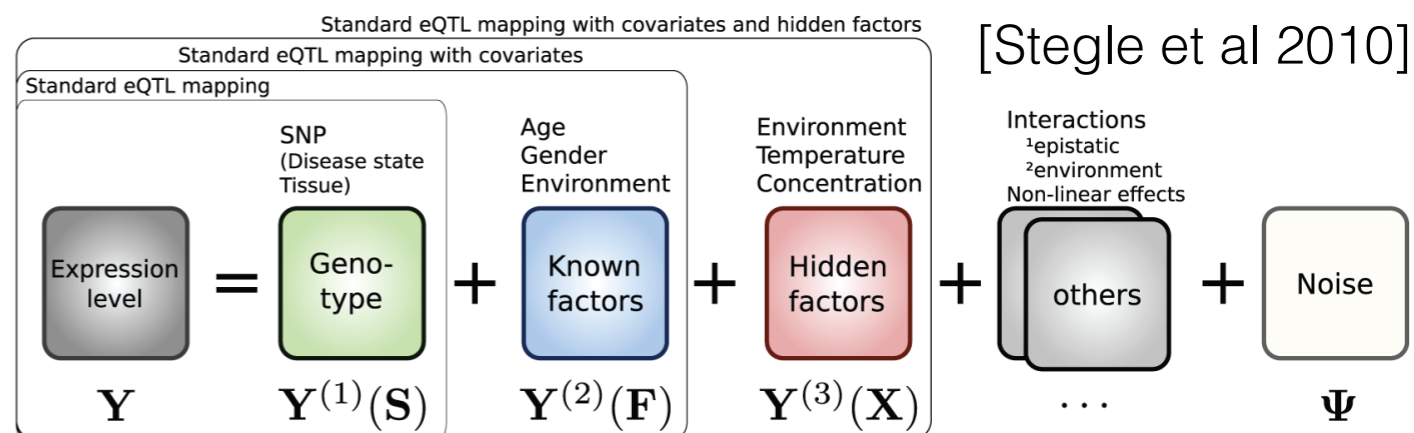 Standard eQTL mapping with covariates and hidden factors
[Stegle et al 2010]
Standard eQTL mapping with covariates
Standard eQTL mapping
SNP
(Disease state
Tissue)
Age
Gender
Environment
Environment
Temperature
Concentration
Interactions
¹epistatic
²environment
Non-linear effects
Expression
level
=
Geno-
type
+
Known
factors
+
Hidden
factors
+
others
+
Noise
Y
Y⁽¹⁾(S)
Y⁽²⁾(F)
Y⁽³⁾(X)
...
Ψ